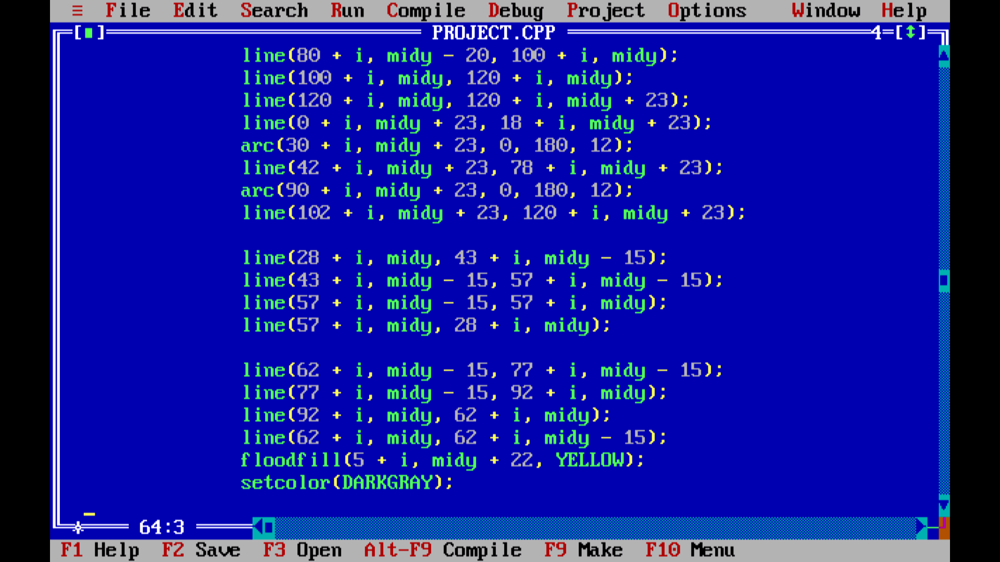 ≡ File Edit Search Run Compile Debug Project Options Window Help
[■] PROJECT.CPP 4=[↕]
line(80 + i, midy - 20, 100 + i, midy);
line(100 + i, midy, 120 + i, midy);
line(120 + i, midy, 120 + i, midy + 23);
line(0 + i, midy + 23, 18 + i, midy + 23);
arc(30 + i, midy + 23, 0, 180, 12);
line(42 + i, midy + 23, 78 + i, midy + 23);
arc(90 + i, midy + 23, 0, 180, 12);
line(102 + i, midy + 23, 120 + i, midy + 23);
line(28 + i, midy, 43 + i, midy - 15);
line(43 + i, midy - 15, 57 + i, midy - 15);
line(57 + i, midy - 15, 57 + i, midy);
line(57 + i, midy, 28 + i, midy);
line(62 + i, midy - 15, 77 + i, midy - 15);
line(77 + i, midy - 15, 92 + i, midy);
line(92 + i, midy, 62 + i, midy);
line(62 + i, midy, 62 + i, midy - 15);
floodfill(5 + i, midy + 22, YELLOW);
setcolor(DARKGRAY);
64:3
F1 Help F2 Save F3 Open Alt-F9 Compile F9 Make F10 Menu